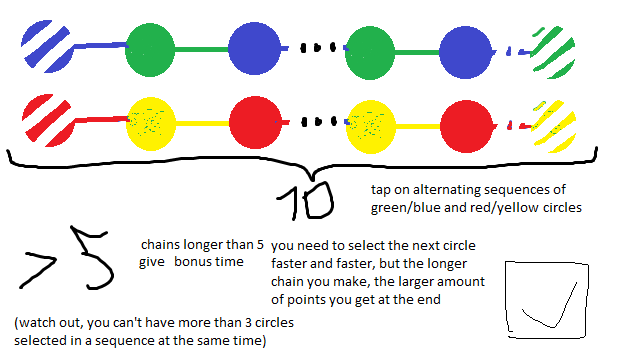 10
tap on alternating sequences of
green/blue and red/yellow circles
> 5
chains longer than 5
give bonus time
you need to select the next circle
faster and faster, but the longer
chain you make, the larger amount
of points you get at the end
(watch out, you can't have more than 3 circles
selected in a sequence at the same time)